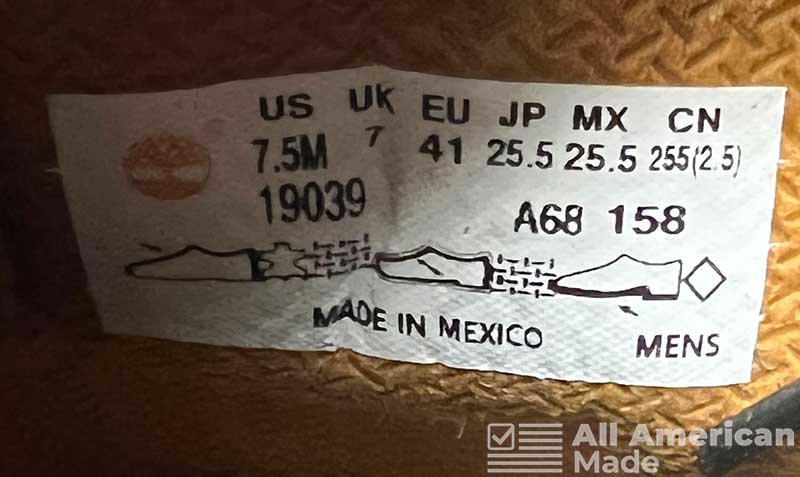 US UK EU JP MX CN
7.5M 7 41 25.5 25.5 255(2.5)
19039 A68 158
MADE IN MEXICO MENS
All American
Made